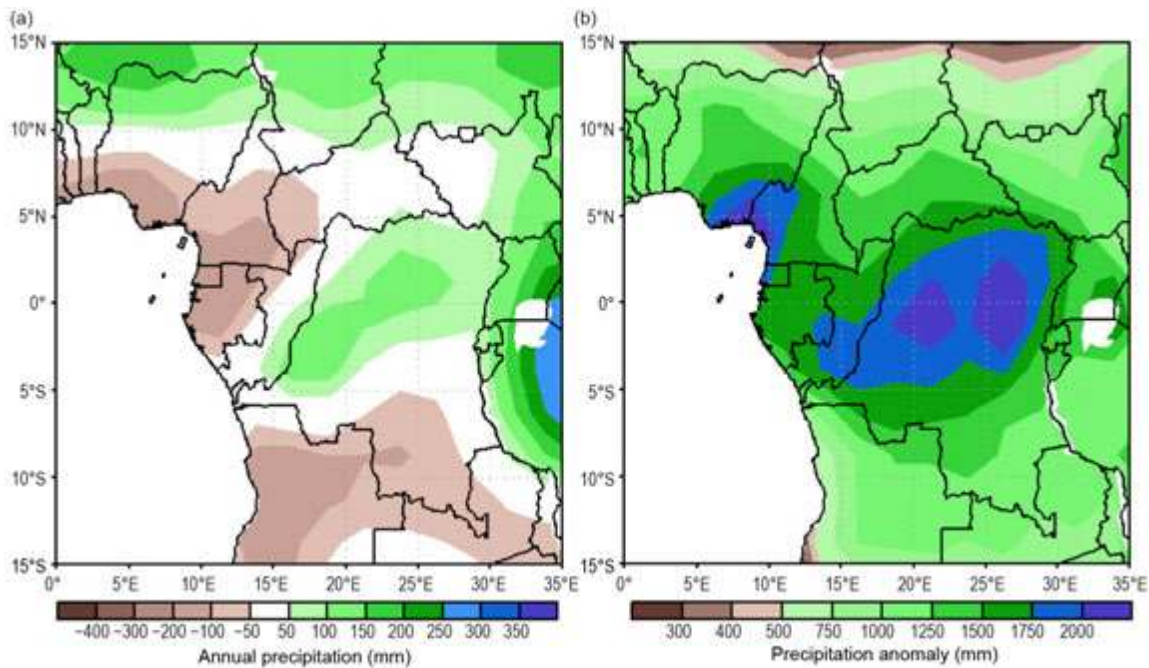 (a)
(b)
15°N 15°N
10°N 10°N
5°N 5°N
0° 0°
5°S 5°S
10°S 10°S
15°S 15°S
0° 5°E 10°E 15°E 20°E 25°E 30°E 35°E 0° 5°E 10°E 15°E 20°E 25°E 30°E 35°E
−400 −300 −200 −100 −50 50 100 150 200 250 300 350 300 400 500 750 1000 1250 1500 1750 2000
Annual precipitation (mm) Precipitation anomaly (mm)